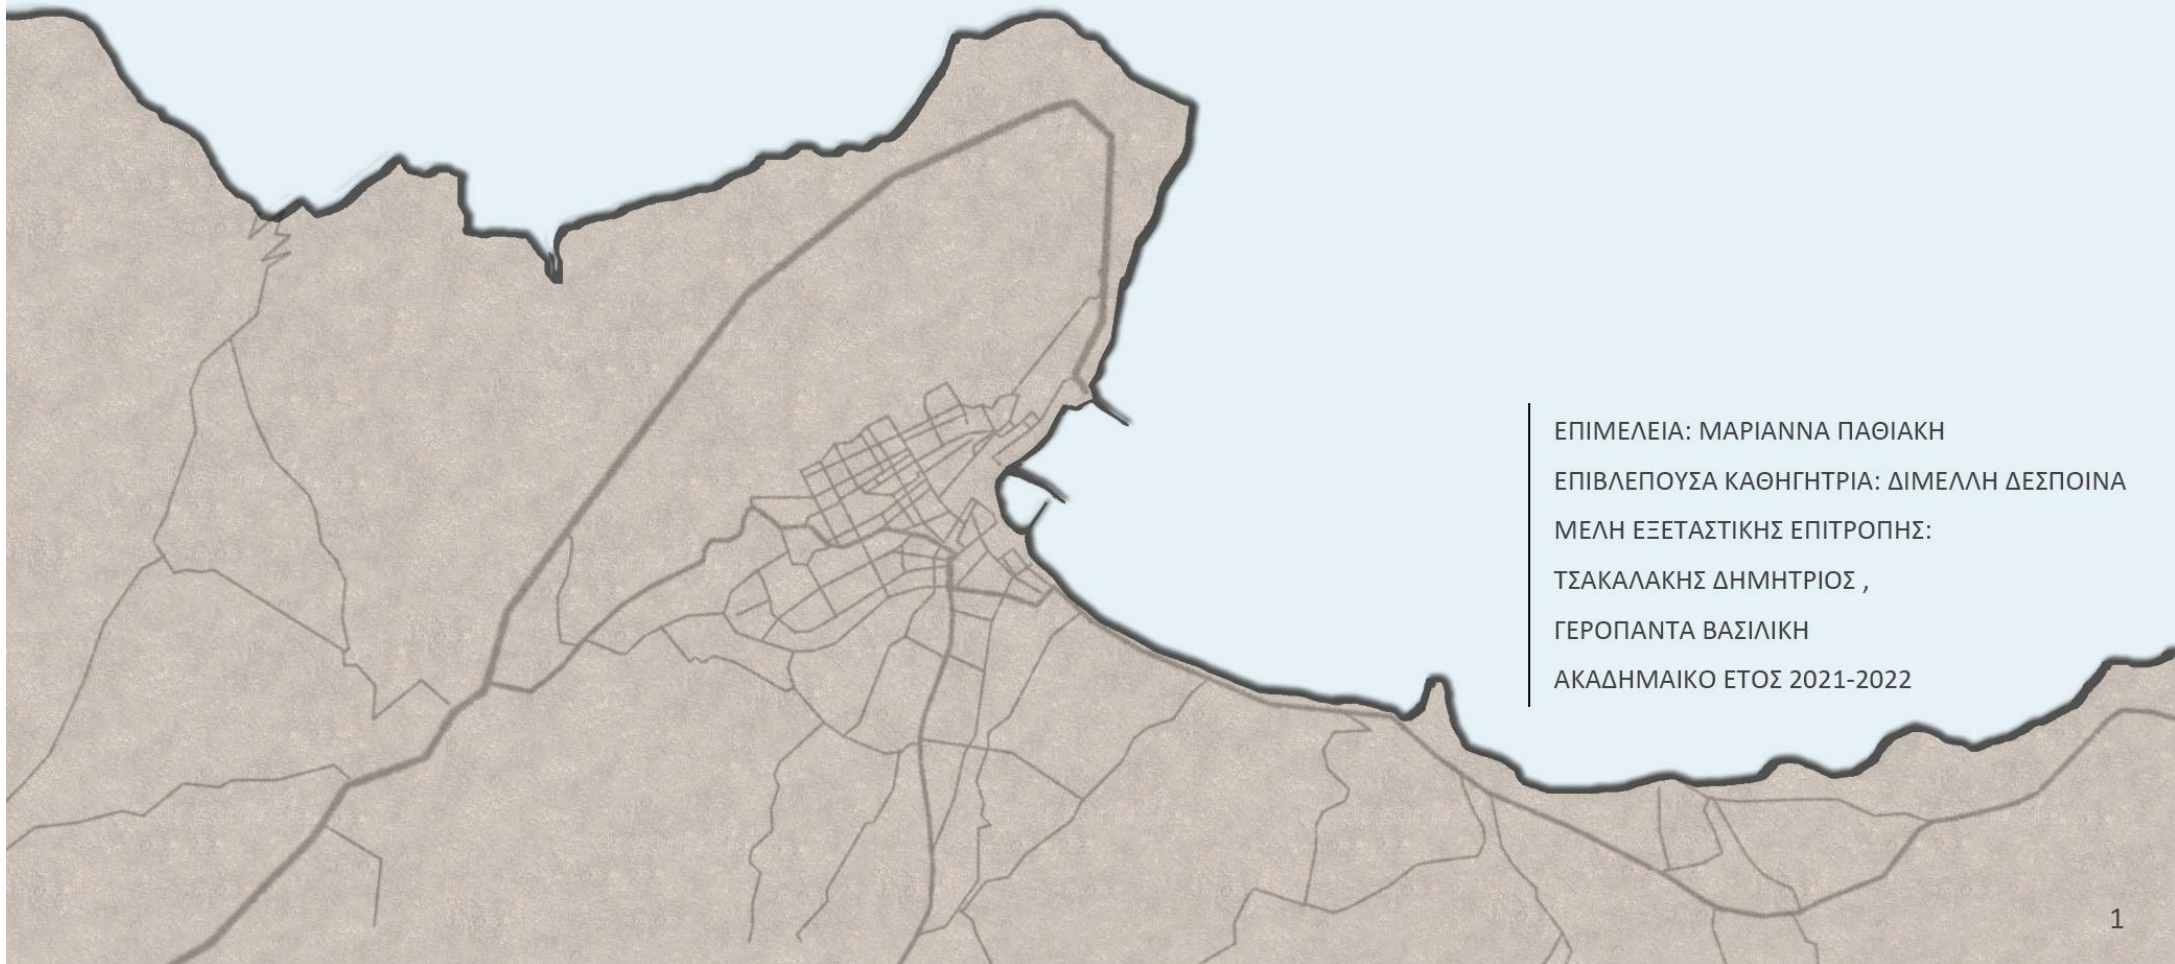 ΕΠΙΜΕΛΕΙΑ: ΜΑΡΙΑΝΝΑ ΠΑΘΙΑΚΗ
ΕΠΙΒΛΕΠΟΥΣΑ ΚΑΘΗΓΗΤΡΙΑ: ΔΙΜΕΛΛΗ ΔΕΣΠΟΙΝΑ
ΜΕΛΗ ΕΞΕΤΑΣΤΙΚΗΣ ΕΠΙΤΡΟΠΗΣ:
ΤΣΑΚΑΛΑΚΗΣ ΔΗΜΗΤΡΙΟΣ ,
ΓΕΡΟΠΑΝΤΑ ΒΑΣΙΛΙΚΗ
ΑΚΑΔΗΜΑΙΚΟ ΕΤΟΣ 2021-2022
1